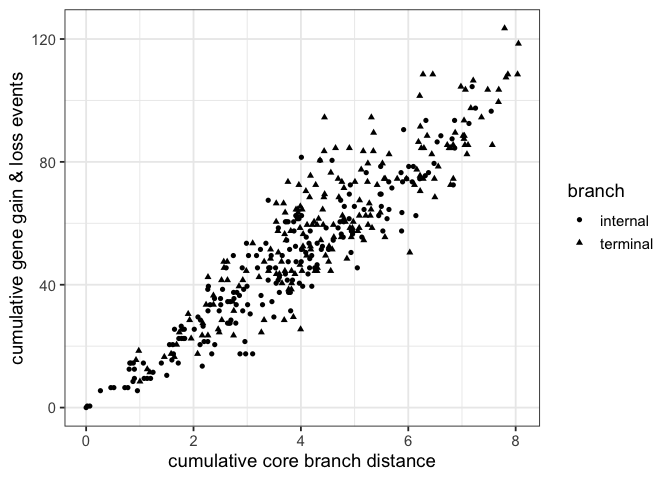 120
80
40
0
0 2 4 6 8
cumulative core branch distance
cumulative gene gain & loss events
branch
internal
terminal